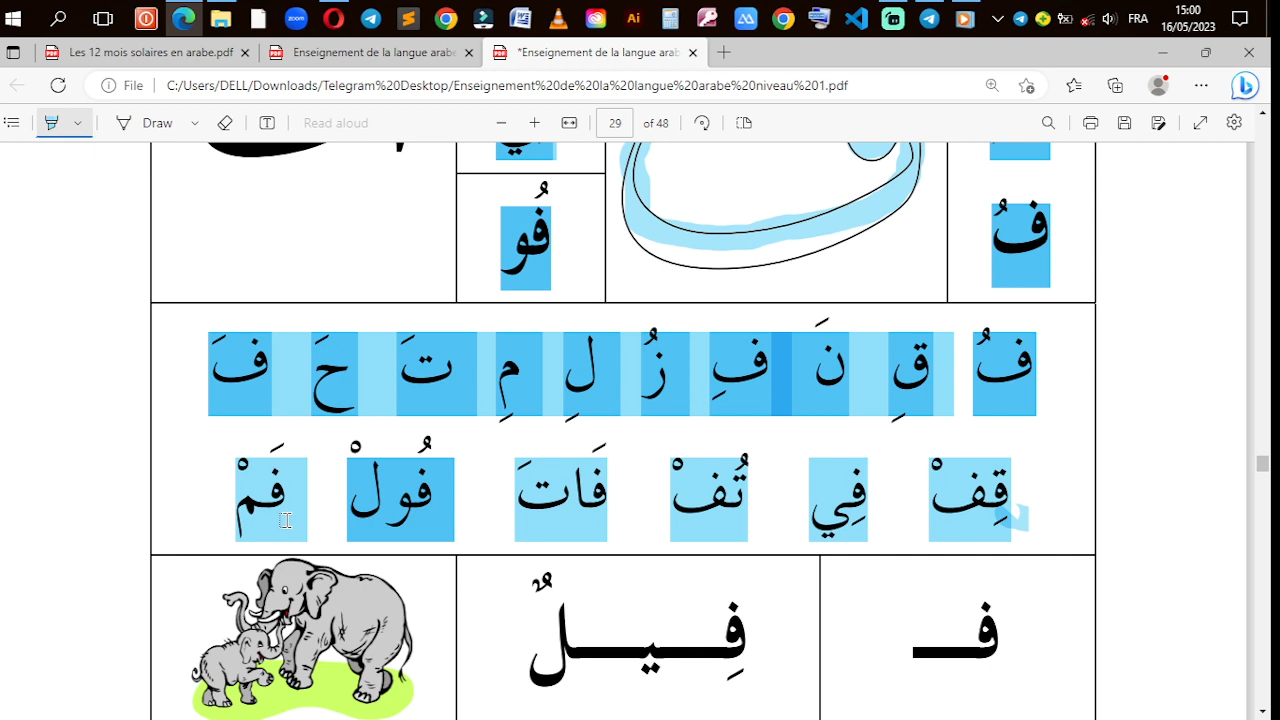 15:00
FRA
16/05/2023
Les 12 mois solaires en arabe.pdf
Enseignement de la langue arabe
*Enseignement de la langue arab
File
C:/Users/DELL/Downloads/Telegram%20Desktop/Enseignement%20de%20la%20langue%20arabe%20niveau%201.pdf
Draw
Read aloud
29 of 48
فُ
فُو
فُ قِ نَ فِ زُ لِ مِ تَ حَ فَ
قِفْ فِي تُفْ فَاتَ فُولْ فَمْ
فـ فِـيـلٌ